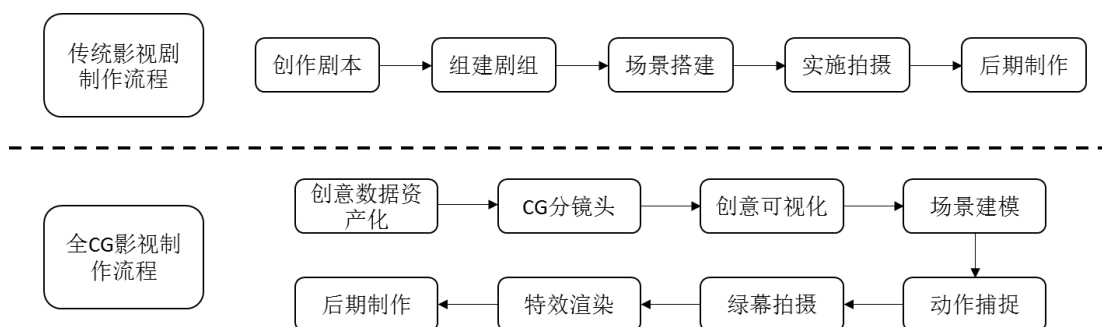 传统影视剧
制作流程
创作剧本
组建剧组
场景搭建
实施拍摄
后期制作
全CG影视制
作流程
创意数据资
产化
CG分镜头
创意可视化
场景建模
动作捕捉
绿幕拍摄
特效渲染
后期制作